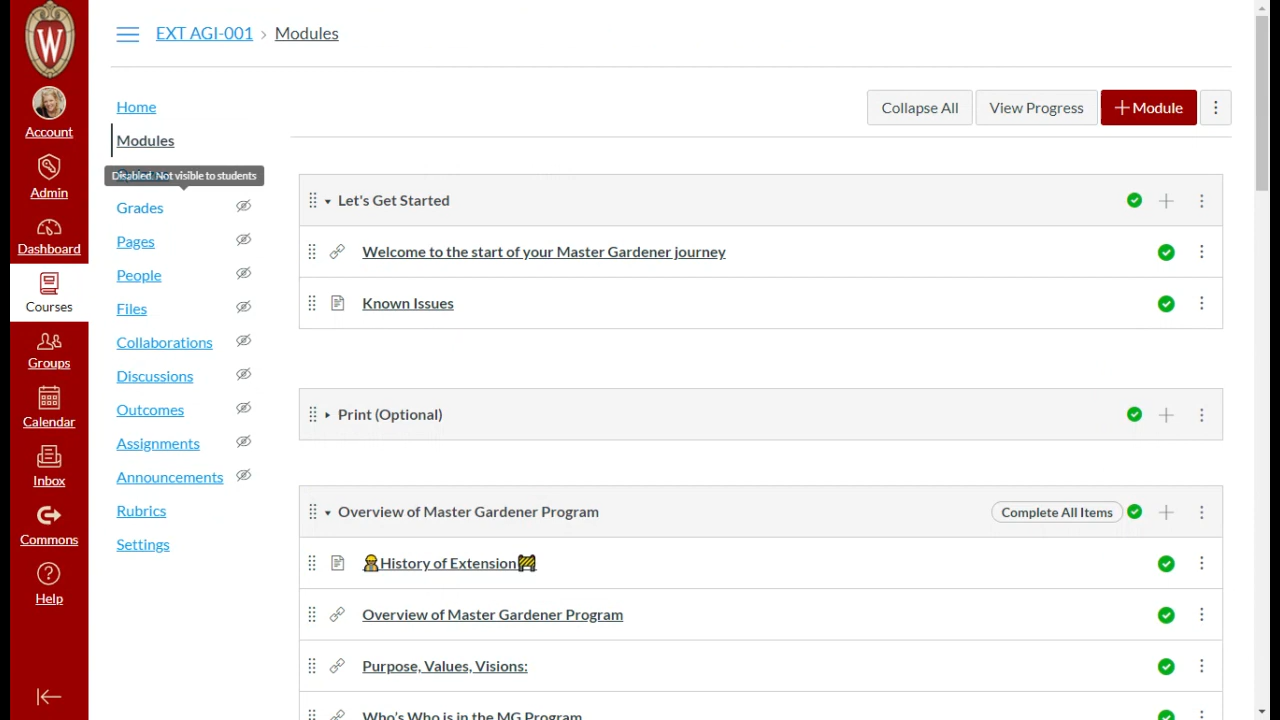 EXT AGI-001 › Modules
W
Account
Admin
Dashboard
Courses
Groups
Calendar
Inbox
Commons
Help
Home
Modules
Disabled. Not visible to students
Grades
Pages
People
Files
Collaborations
Discussions
Outcomes
Assignments
Announcements
Rubrics
Settings
Collapse All
View Progress
+ Module
Let's Get Started
Welcome to the start of your Master Gardener journey
Known Issues
Print (Optional)
Overview of Master Gardener Program
Complete All Items
History of Extension
Overview of Master Gardener Program
Purpose, Values, Visions:
Who's Who is in the MG Program